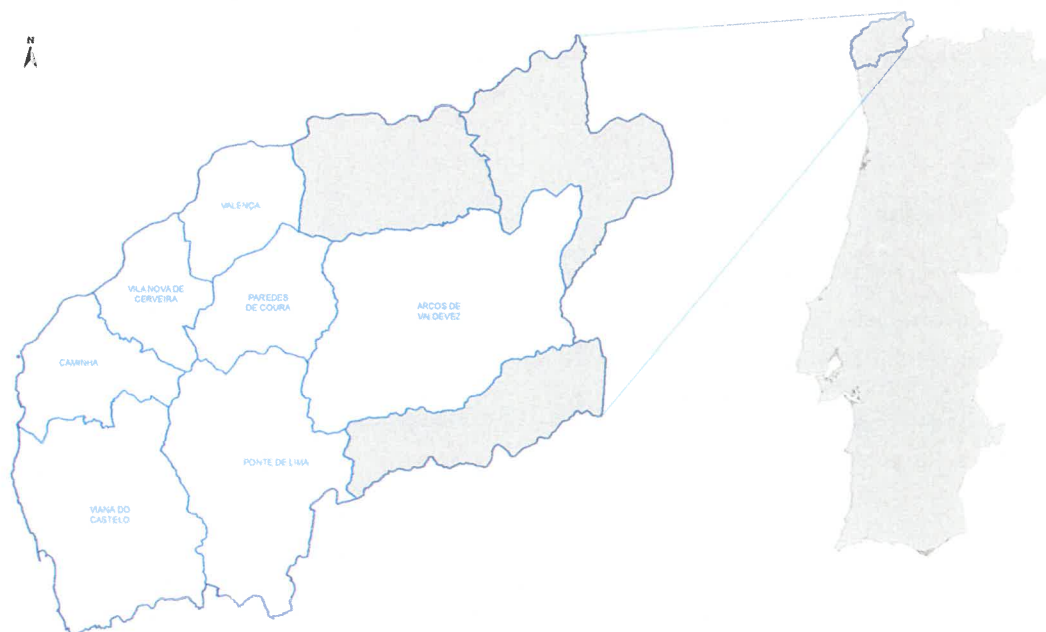 N
VALENÇA
VILA NOVA DE
CERVEIRA
PAREDES
DE COURA
ARCOS DE
VALDEVEZ
CAMINHA
PONTE DE LIMA
VIANA DO
CASTELO